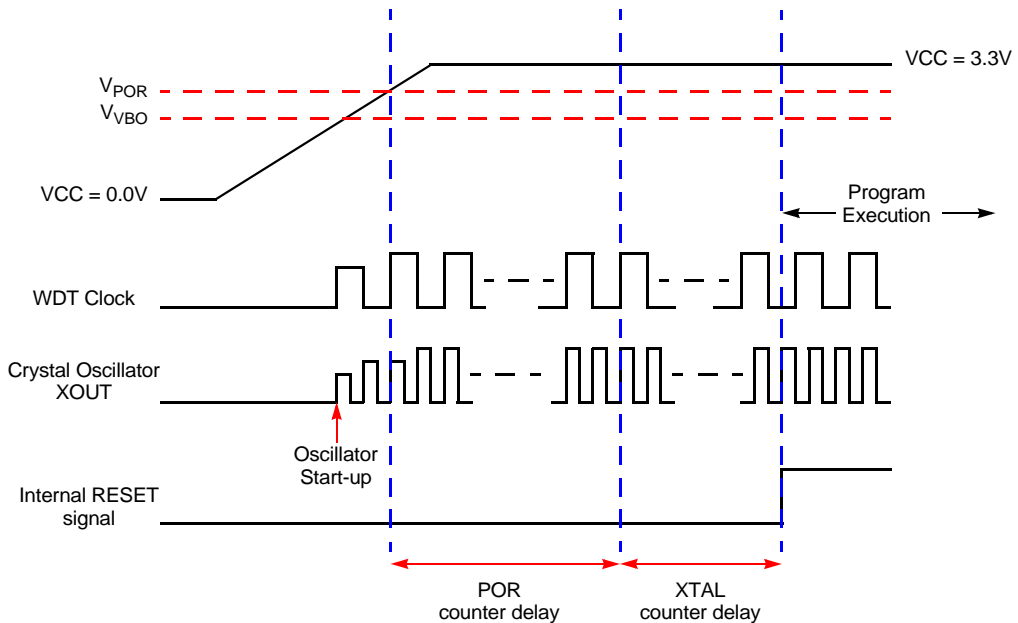 VCC = 3.3V
VPOR
VVBO
VCC = 0.0V
Program
Execution
WDT Clock
Crystal Oscillator
XOUT
Oscillator
Start-up
Internal RESET
signal
POR
counter delay
XTAL
counter delay